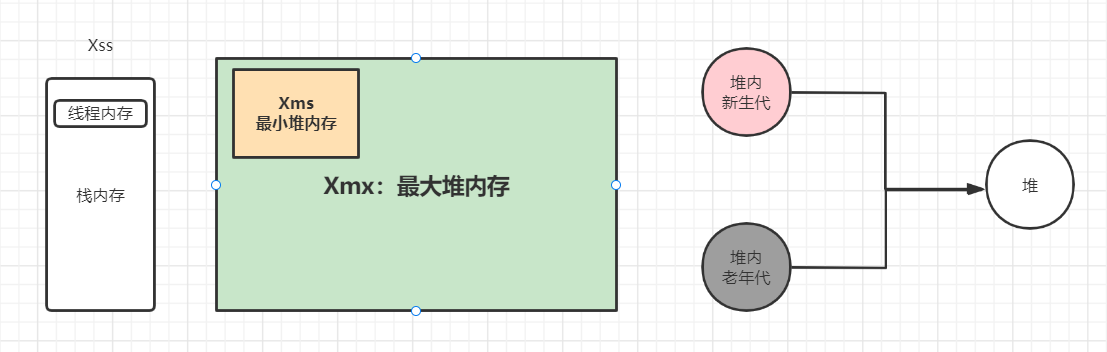 Xss
线程内存
栈内存
Xms
最小堆内存
Xmx：最大堆内存
堆内
新生代
堆内
老年代
堆